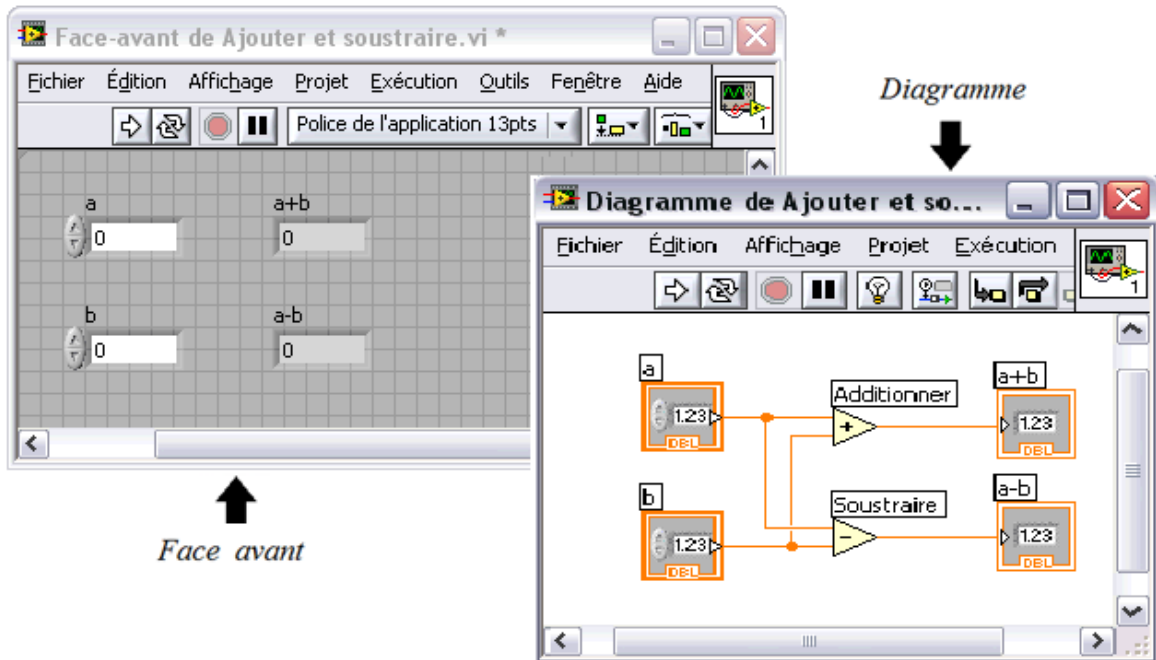 Face-avant de Ajouter et soustraire.vi *
Fichier Édition Affichage Projet Exécution Outils Fenêtre Aide
Police de l'application 13pts
1
a
0
a+b
0
b
0
a-b
0
Face avant
Diagramme
Diagramme de Ajouter et so...
Fichier Édition Affichage Projet Exécution
1
a
1.23
DBL
Additionner
+
a+b
1.23
DBL
b
1.23
DBL
Soustraire
-
a-b
1.23
DBL